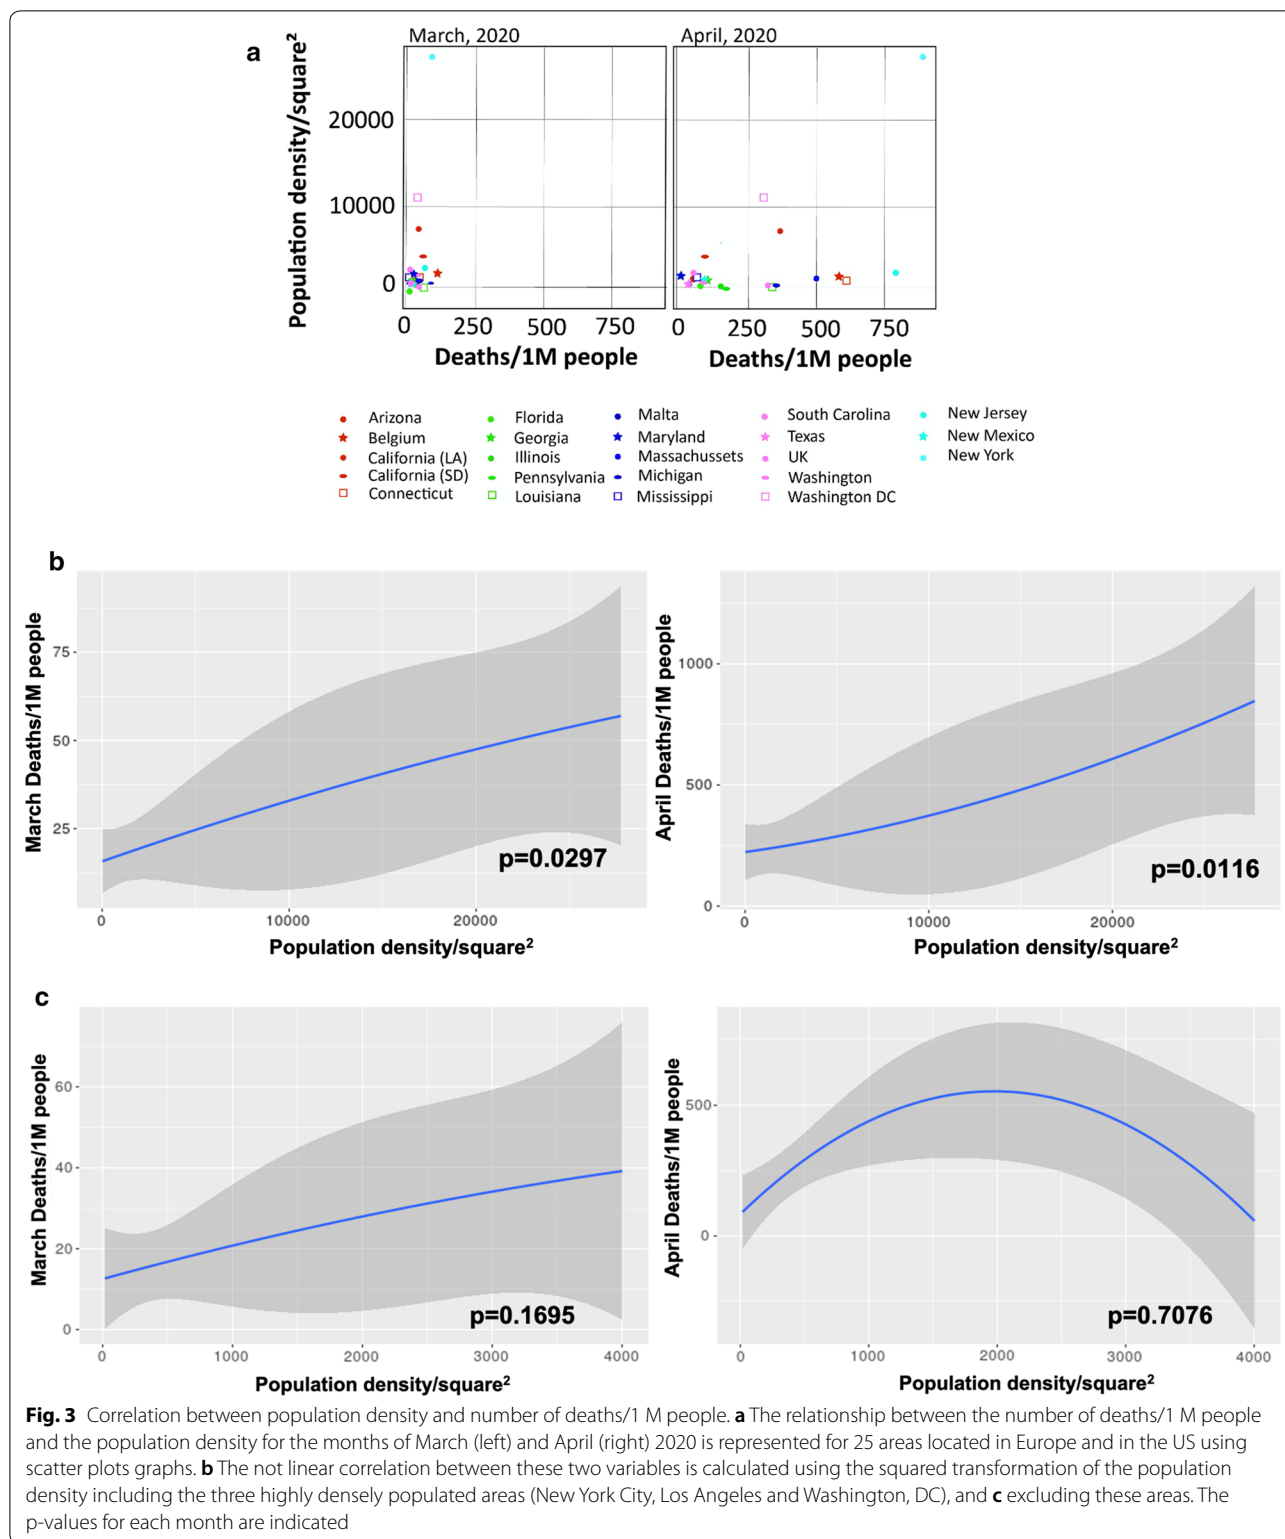 a
March, 2020
April, 2020
Population density/square²
20000
10000
0
0 250 500 750
0 250 500 750
Deaths/1M people
Deaths/1M people
Arizona
Belgium
California (LA)
California (SD)
Connecticut
Florida
Georgia
Illinois
Pennsylvania
Louisiana
Malta
Maryland
Massachussets
Michigan
Mississippi
South Carolina
Texas
UK
Washington
Washington DC
New Jersey
New Mexico
New York
b
March Deaths/1M people
75
50
25
p=0.0297
0 10000 20000
Population density/square²
April Deaths/1M people
1000
500
0
p=0.0116
0 10000 20000
Population density/square²
c
March Deaths/1M people
60
40
20
0
p=0.1695
0 1000 2000 3000 4000
Population density/square²
April Deaths/1M people
500
0
p=0.7076
0 1000 2000 3000 4000
Population density/square²
Fig. 3 Correlation between population density and number of deaths/1 M people. a The relationship between the number of deaths/1 M people
and the population density for the months of March (left) and April (right) 2020 is represented for 25 areas located in Europe and in the US using
scatter plots graphs. b The not linear correlation between these two variables is calculated using the squared transformation of the population
density including the three highly densely populated areas (New York City, Los Angeles and Washington, DC), and c excluding these areas. The
p-values for each month are indicated